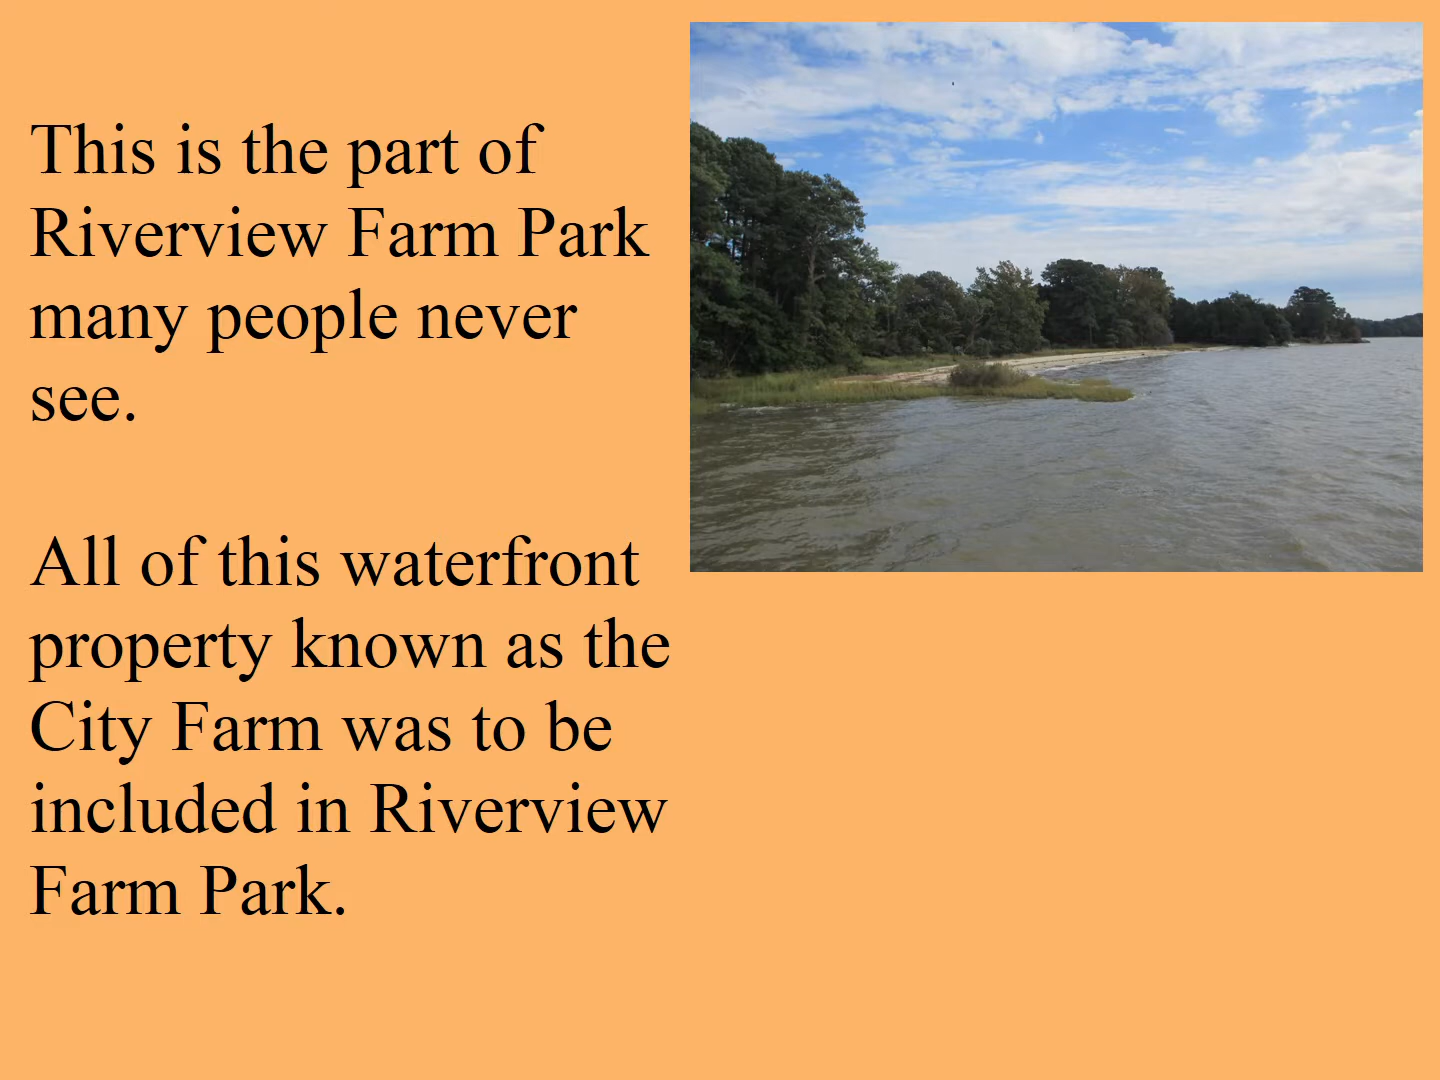 This is the part of
Riverview Farm Park
many people never
see.
All of this waterfront
property known as the
City Farm was to be
included in Riverview
Farm Park.